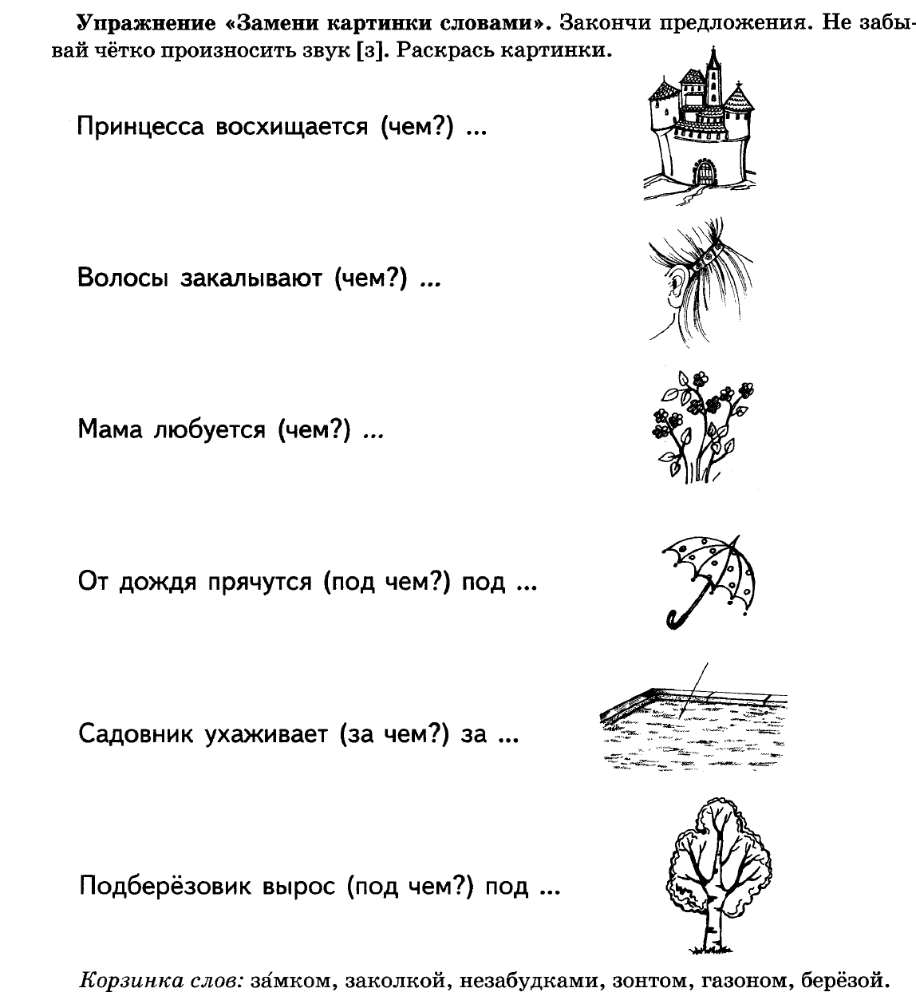 Упражнение «Замени картинки словами». Закончи предложения. Не забы-
вай чётко произносить звук [з]. Раскрась картинки.
Принцесса восхищается (чем?) ...
Волосы закалывают (чем?) ...
Мама любуется (чем?) ...
От дождя прячутся (под чем?) под ...
Садовник ухаживает (за чем?) за ...
Подберёзовик вырос (под чем?) под ...
Корзинка слов: за́мком, заколкой, незабудками, зонтом, газоном, берёзой.